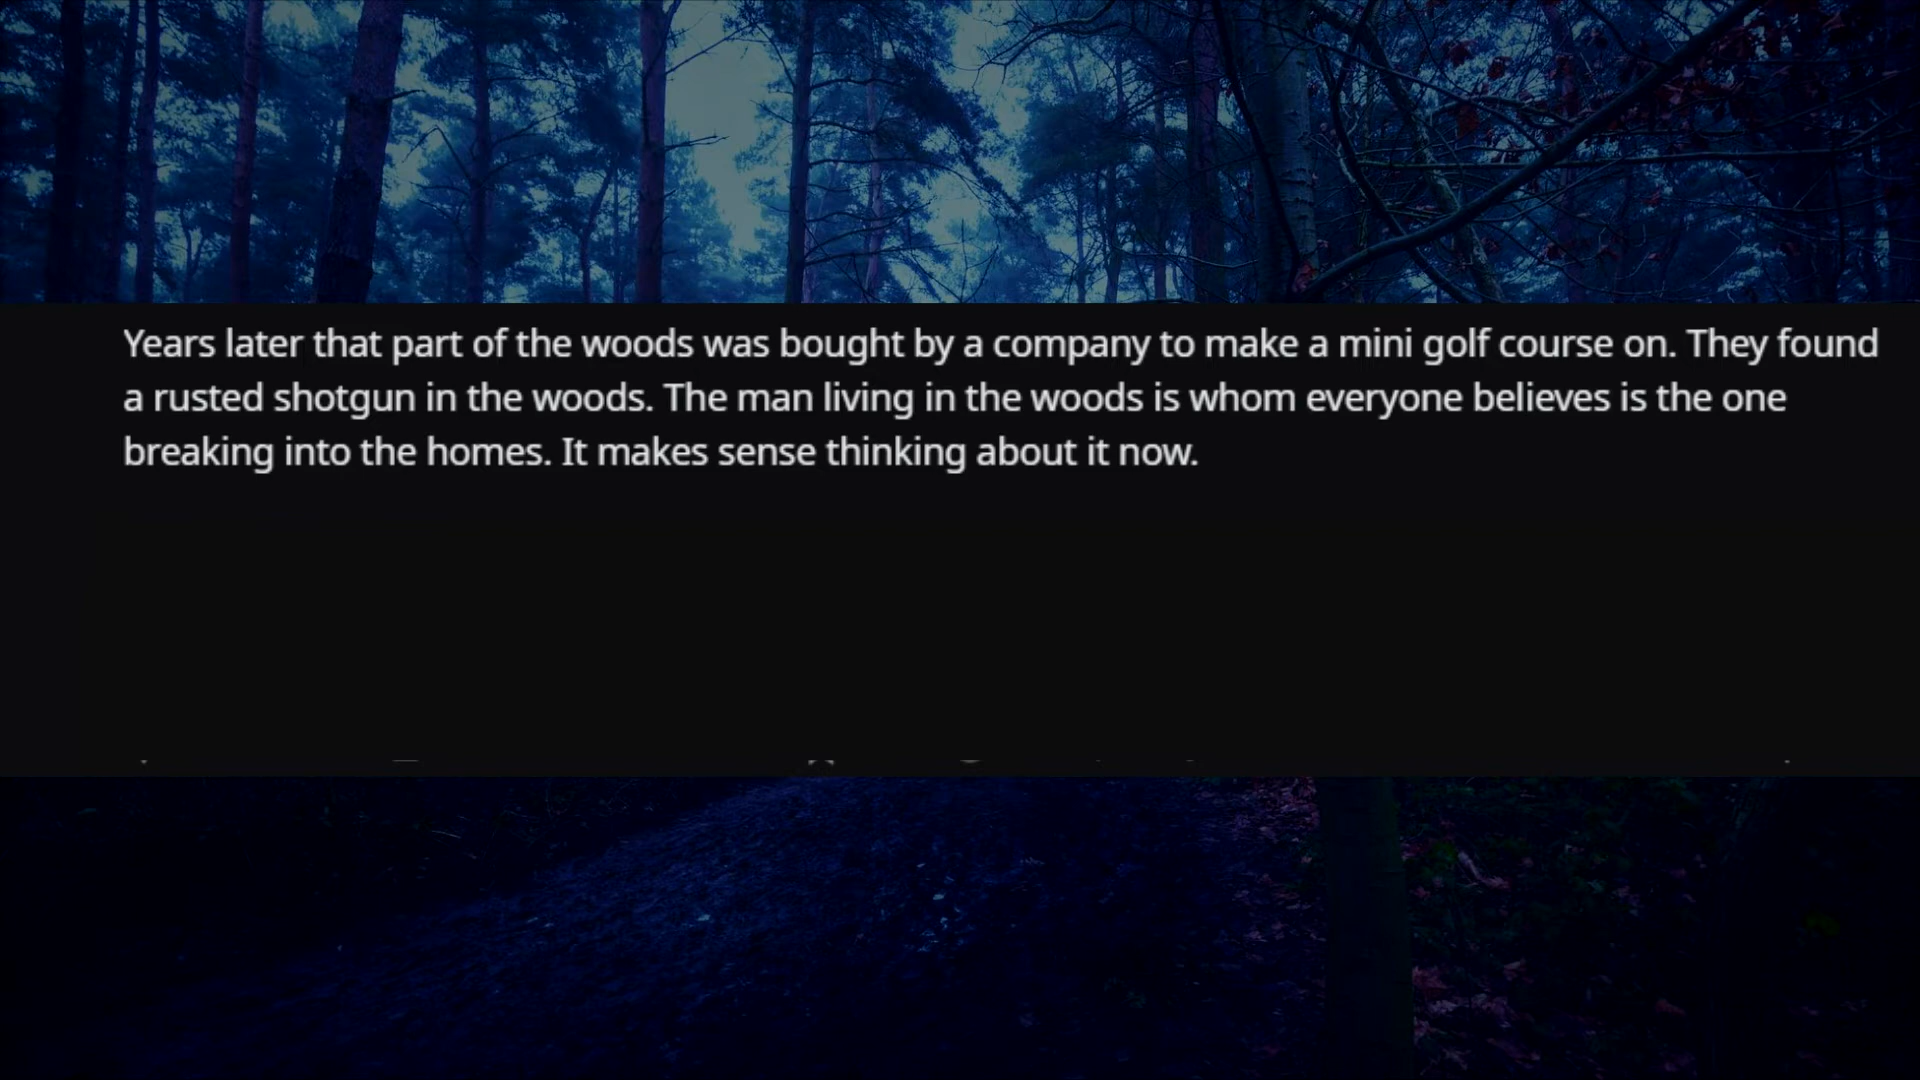 Years later that part of the woods was bought by a company to make a mini golf course on. They found
a rusted shotgun in the woods. The man living in the woods is whom everyone believes is the one
breaking into the homes. It makes sense thinking about it now.